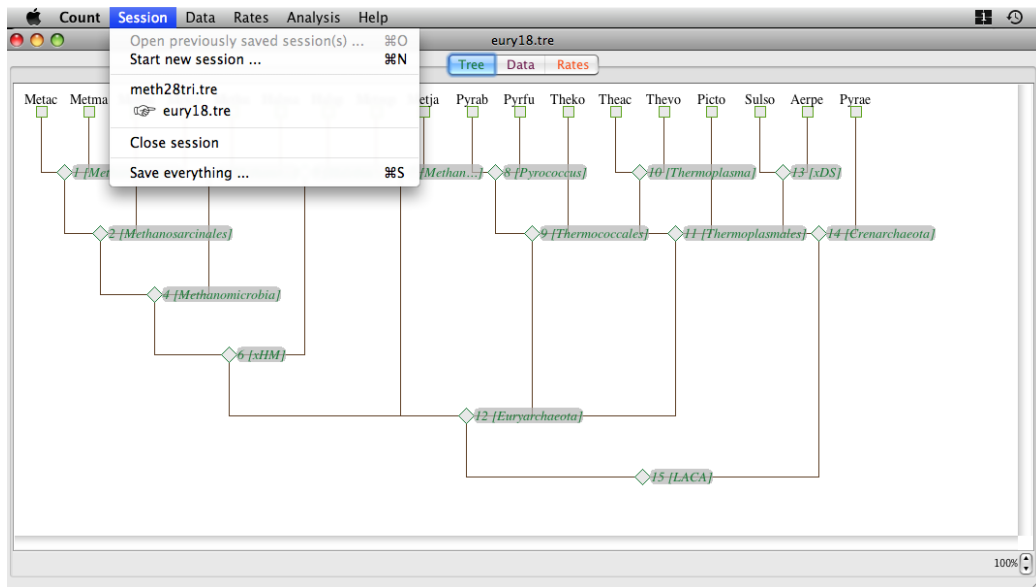 Count Session Data Rates Analysis Help
eury18.tre
Open previously saved session(s) ... ⌘O
Start new session ... ⌘N
meth28tri.tre
eury18.tre
Close session
Save everything ... ⌘S
Tree Data Rates
Metac Metma etja Pyrab Pyrfu Theko Theac Thevo Picto Sulso Aerpe Pyrae
1 [Met [Methan...] 8 [Pyrococcus] 10 [Thermoplasma] 13 [xDS]
2 [Methanosarcinales] 9 [Thermococcales] 11 [Thermoplasmales] 14 [Crenarchaeota]
4 [Methanomicrobia]
6 [xHM]
12 [Euryarchaeota]
15 [LACA]
100%